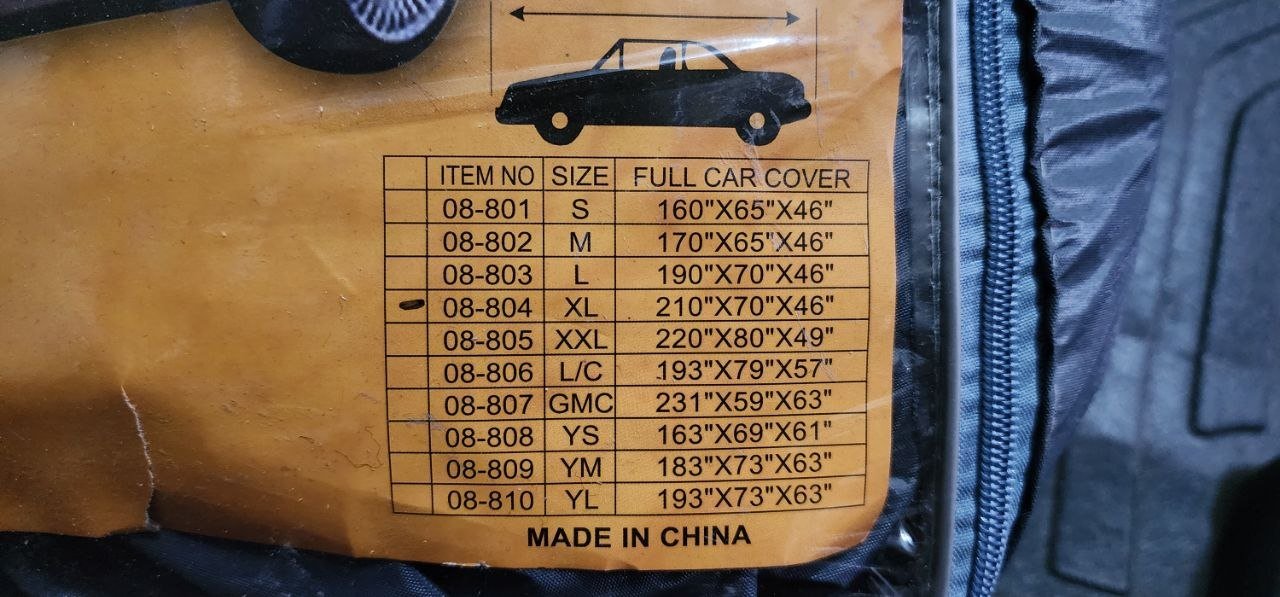 ITEM NO SIZE FULL CAR COVER
08-801 S 160"X65"X46"
08-802 M 170"X65"X46"
08-803 L 190"X70"X46"
08-804 XL 210"X70"X46"
08-805 XXL 220"X80"X49"
08-806 L/C 193"X79"X57"
08-807 GMC 231"X59"X63"
08-808 YS 163"X69"X61"
08-809 YM 183"X73"X63"
08-810 YL 193"X73"X63"
MADE IN CHINA